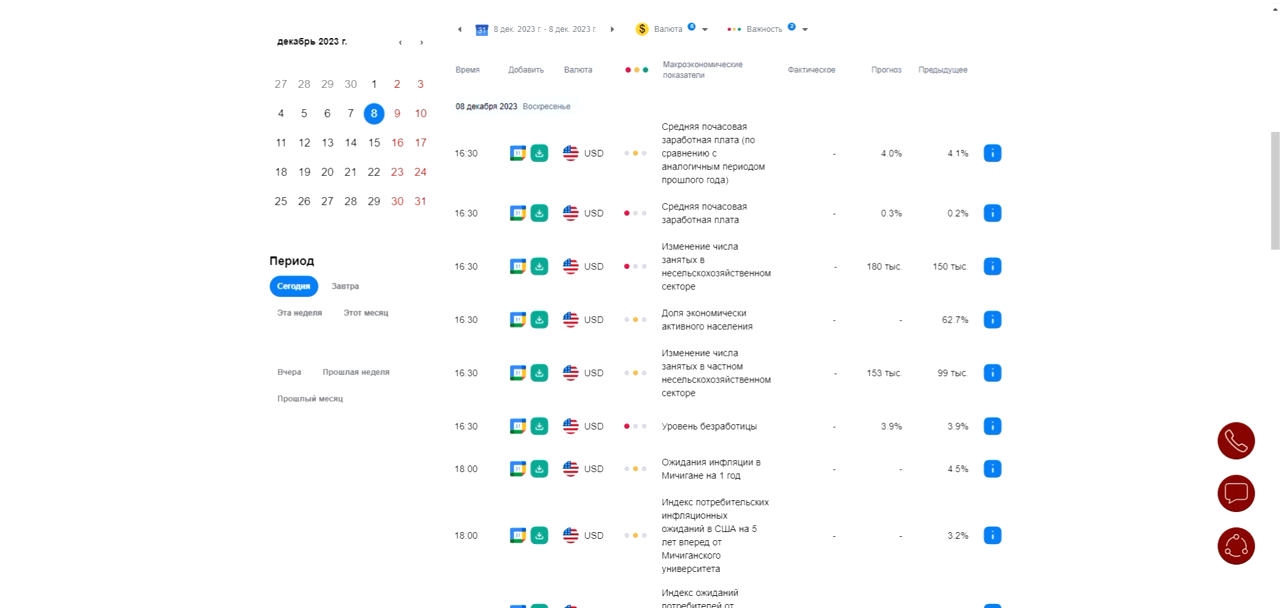 декабрь 2023 г.
‹ ›
8 дек. 2023 г. - 8 дек. 2023 г.
Валюта
Важность
27 28 29 30 1 2 3
4 5 6 7 8 9 10
11 12 13 14 15 16 17
18 19 20 21 22 23 24
25 26 27 28 29 30 31
Период
Сегодня Завтра
Эта неделя Этот месяц
Вчера Прошлая неделя
Прошлый месяц
Время Добавить Валюта Макроэкономические
показатели
Фактическое Прогноз Предыдущее
08 декабря 2023 Воскресенье
16:30 USD
Средняя почасовая
заработная плата (по
сравнению с
аналогичным периодом
прошлого года)
- 4.0% 4.1%
16:30 USD
Средняя почасовая
заработная плата
- 0.3% 0.2%
16:30 USD
Изменение числа
занятых в
несельскохозяйственном
секторе
- 180 тыс. 150 тыс.
16:30 USD
Доля экономически
активного населения
- - 62.7%
16:30 USD
Изменение числа
занятых в частном
несельскохозяйственном
секторе
- 153 тыс. 99 тыс.
16:30 USD
Уровень безработицы
- 3.9% 3.9%
18:00 USD
Ожидания инфляции в
Мичигане на 1 год
- - 4.5%
18:00 USD
Индекс потребительских
инфляционных
ожиданий в США на 5
лет вперед от
Мичиганского
университета
- - 3.2%
Индекс ожиданий
потребителей от